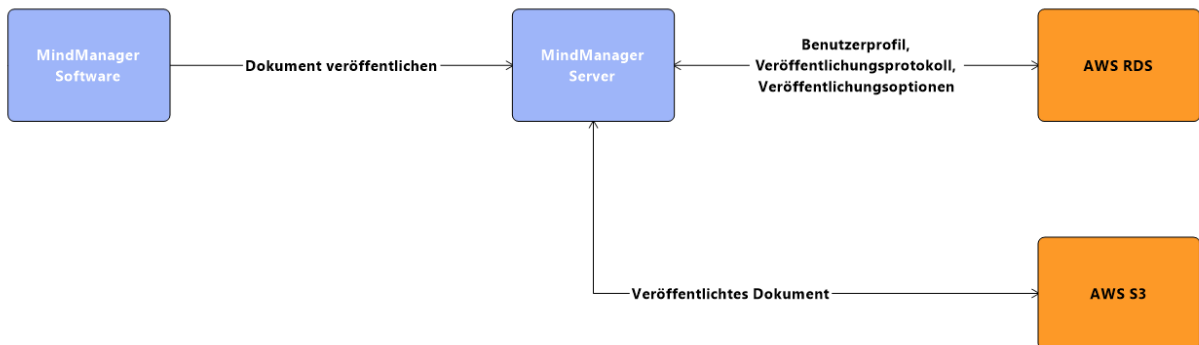 MindManager
Software
Dokument veröffentlichen
MindManager
Server
Benutzerprofil,
Veröffentlichungsprotokoll,
Veröffentlichungsoptionen
AWS RDS
Veröffentlichtes Dokument
AWS S3